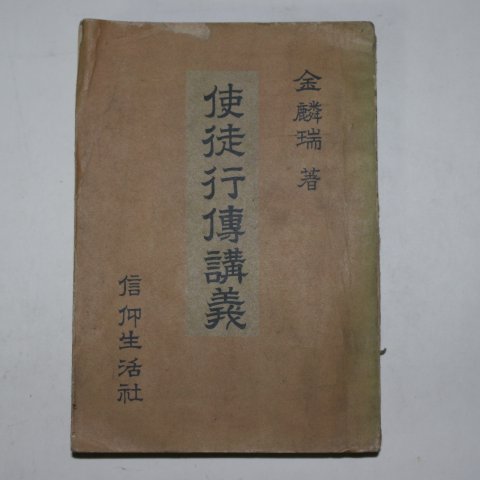 金麟瑞 著
使徒行傳講義
信仰生活社